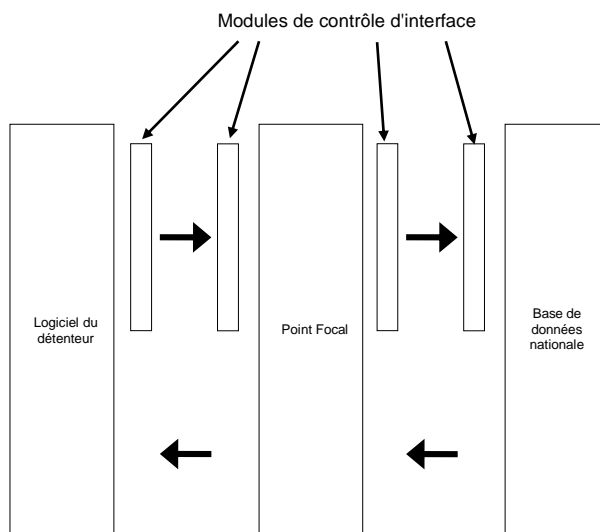 Modules de contrôle d'interface
Logiciel du
détenteur
Point Focal
Base de
données
nationale